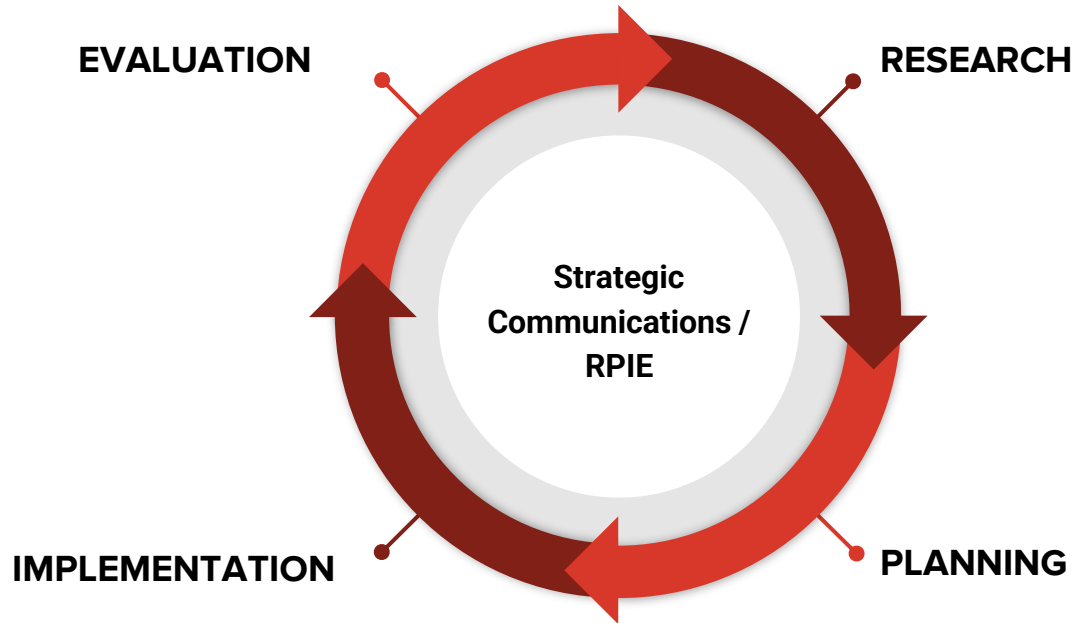 EVALUATION
RESEARCH
Strategic
Communications /
RPIE
IMPLEMENTATION
PLANNING